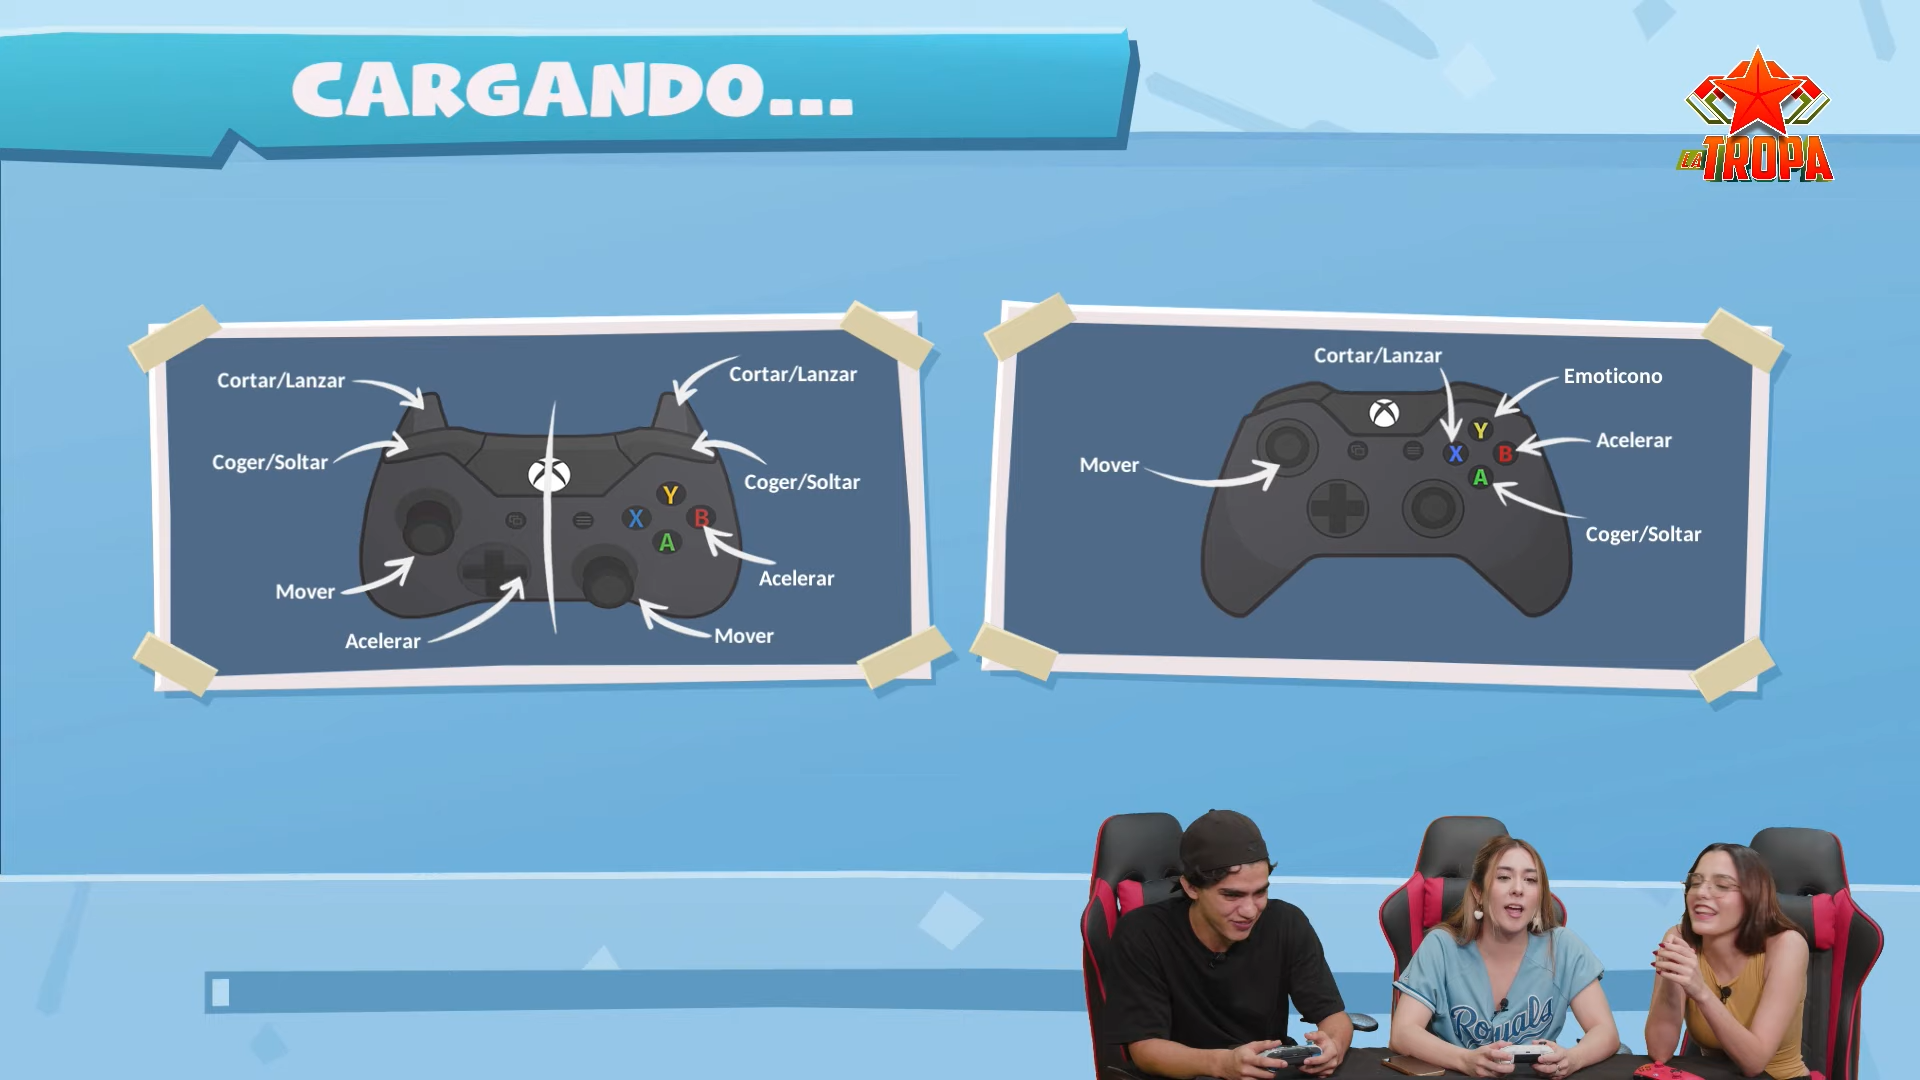 CARGANDO...
LA TROPA
Cortar/Lanzar
Cortar/Lanzar
Coger/Soltar
Coger/Soltar
Y
X
B
A
Mover
Acelerar
Acelerar
Mover
Cortar/Lanzar
Emoticono
Y
Acelerar
X
B
Mover
A
Coger/Soltar
Royals